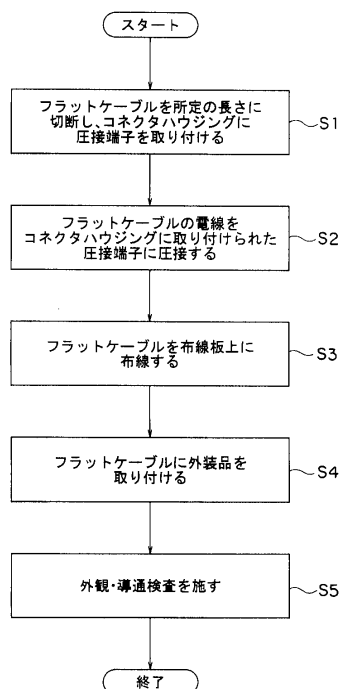 スタート
フラットケーブルを所定の長さに
切断し、コネクタハウジングに
圧接端子を取り付ける
S1
フラットケーブルの電線を
コネクタハウジングに取り付けられた
圧接端子に圧接する
S2
フラットケーブルを布線板上に
布線する
S3
フラットケーブルに外装品を
取り付ける
S4
外観・導通検査を施す
S5
終了